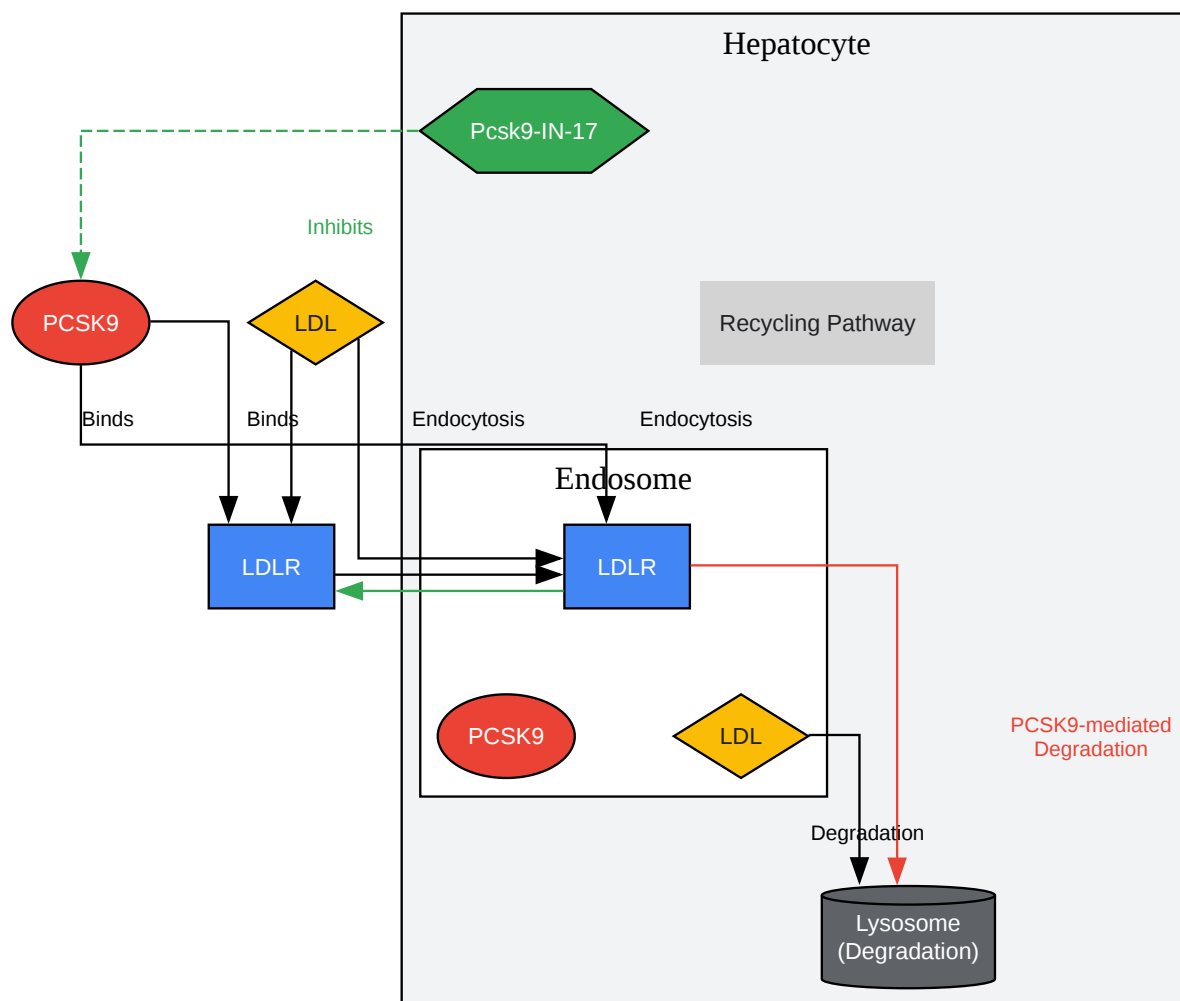 Hepatocyte
Pcsk9-IN-17
Inhibits
PCSK9
LDL
Recycling Pathway
Binds
Binds
Endocytosis
Endocytosis
Endosome
LDLR
LDLR
PCSK9
LDL
PCSK9-mediated
Degradation
Degradation
Lysosome
(Degradation)